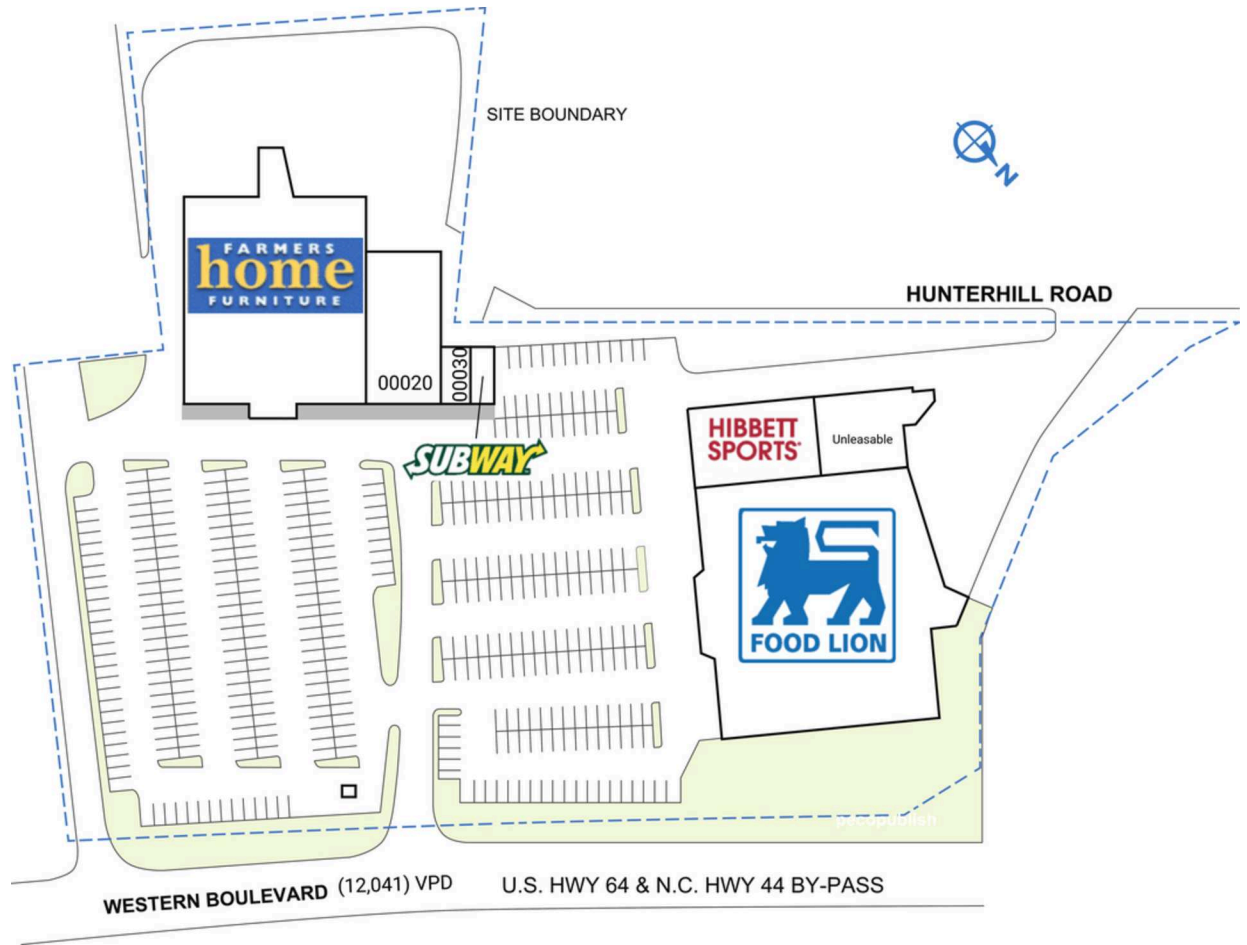 SITE BOUNDARY
N
FARMERS
home
FURNITURE
HUNTERHILL ROAD
00020
00030
SUBWAY
HIBBETT
SPORTS
Unleasable
FOOD LION
pecopublish
WESTERN BOULEVARD (12,041) VPD
U.S. HWY 64 & N.C. HWY 44 BY-PASS